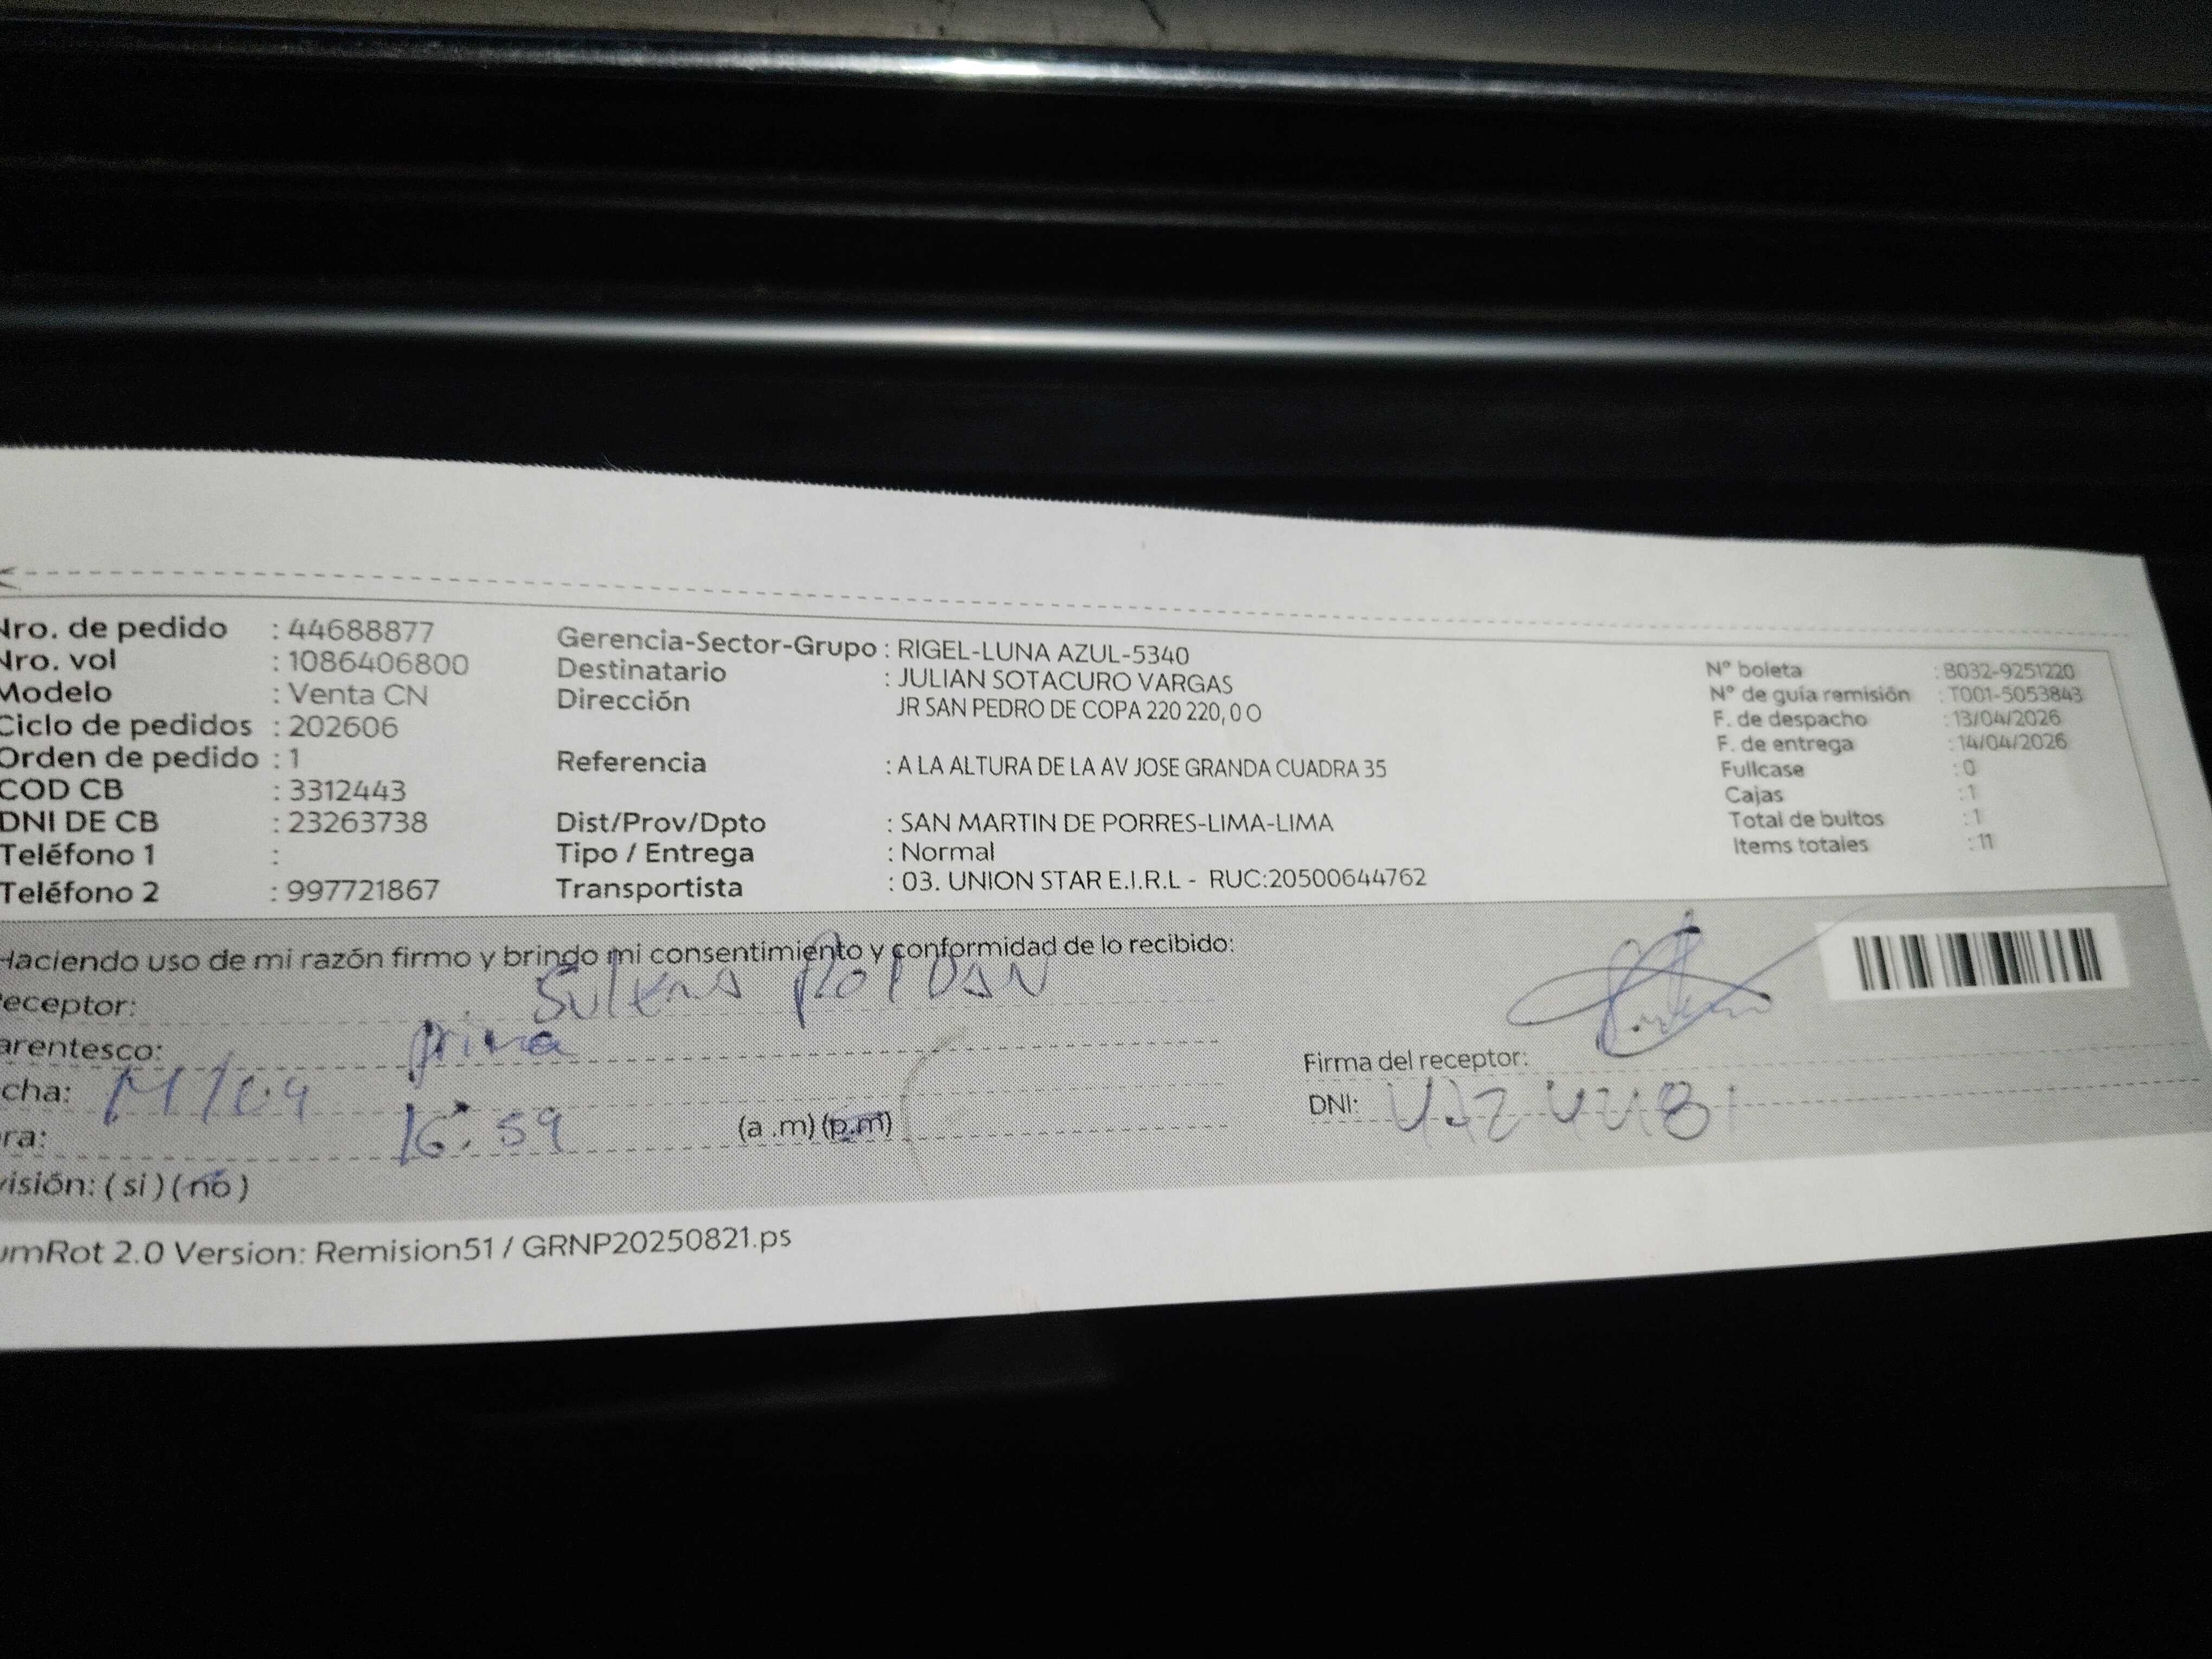 Nro. de pedido : 44688877
Nro. vol : 1086406800
Modelo : Venta CN
Ciclo de pedidos : 202606
Orden de pedido : 1
COD CB : 3312443
DNI DE CB : 23263738
Teléfono 1 :
Teléfono 2 : 997721867
Gerencia-Sector-Grupo : RIGEL-LUNA AZUL-5340
Destinatario : JULIAN SOTACURO VARGAS
Dirección JR SAN PEDRO DE COPA 220 220, 0 O
Referencia : A LA ALTURA DE LA AV JOSE GRANDA CUADRA 35
Dist/Prov/Dpto : SAN MARTIN DE PORRES-LIMA-LIMA
Tipo / Entrega : Normal
Transportista : 03. UNION STAR E.I.R.L - RUC:20500644762
N° boleta : B032-9251220
N° de guía remisión : T001-5053843
F. de despacho : 13/04/2026
F. de entrega : 14/04/2026
Fullcase : 0
Cajas : 1
Total de bultos : 1
Items totales : 11
Haciendo uso de mi razón firmo y brindo mi consentimiento y conformidad de lo recibido:
eceptor: Roldan
arentesco: prima
cha:
ra: 16:59 (a .m) (p.m)
visión: ( si ) ( no )
Firma del receptor:
DNI:
umRot 2.0 Version: Remision51 / GRNP20250821.ps